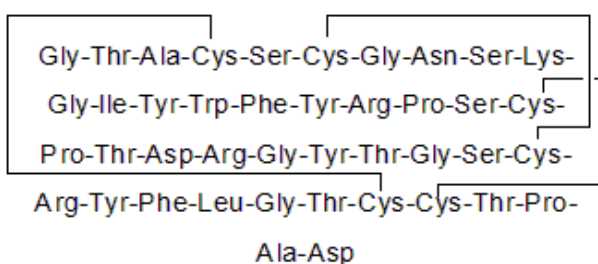 Gly-Thr-Ala-Cys-Ser-Cys-Gly-Asn-Ser-Lys-
Gly-Ile-Tyr-Trp-Phe-Tyr-Arg-Pro-Ser-Cys-
Pro-Thr-Asp-Arg-Gly-Tyr-Thr-Gly-Ser-Cys-
Arg-Tyr-Phe-Leu-Gly-Thr-Cys-Cys-Thr-Pro-
Ala-Asp